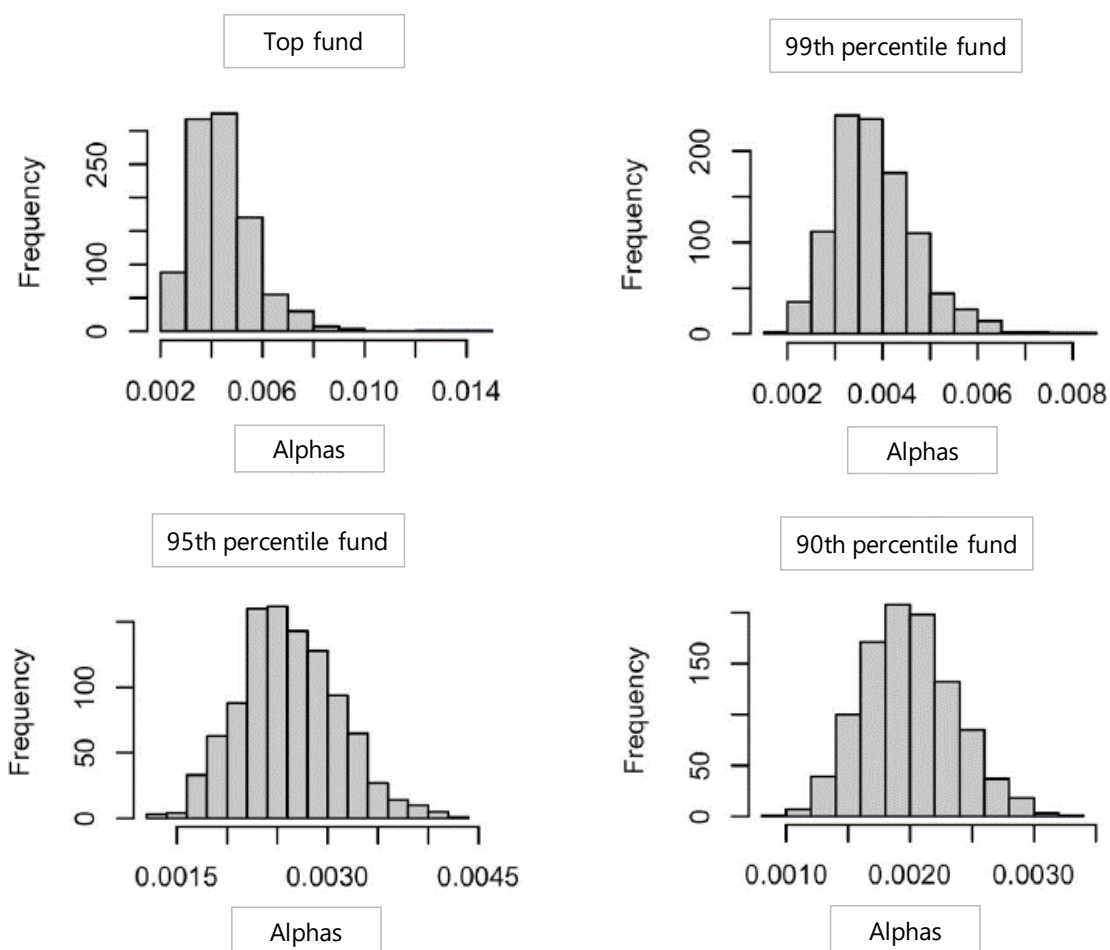 Top fund
99th percentile fund
Frequency
0
100
250
0.002 0.006 0.010 0.014
Alphas
Frequency
0
100
200
0.002 0.004 0.006 0.008
Alphas
95th percentile fund
90th percentile fund
Frequency
0
50
100
0.0015 0.0030 0.0045
Alphas
Frequency
0
50
150
0.0010 0.0020 0.0030
Alphas